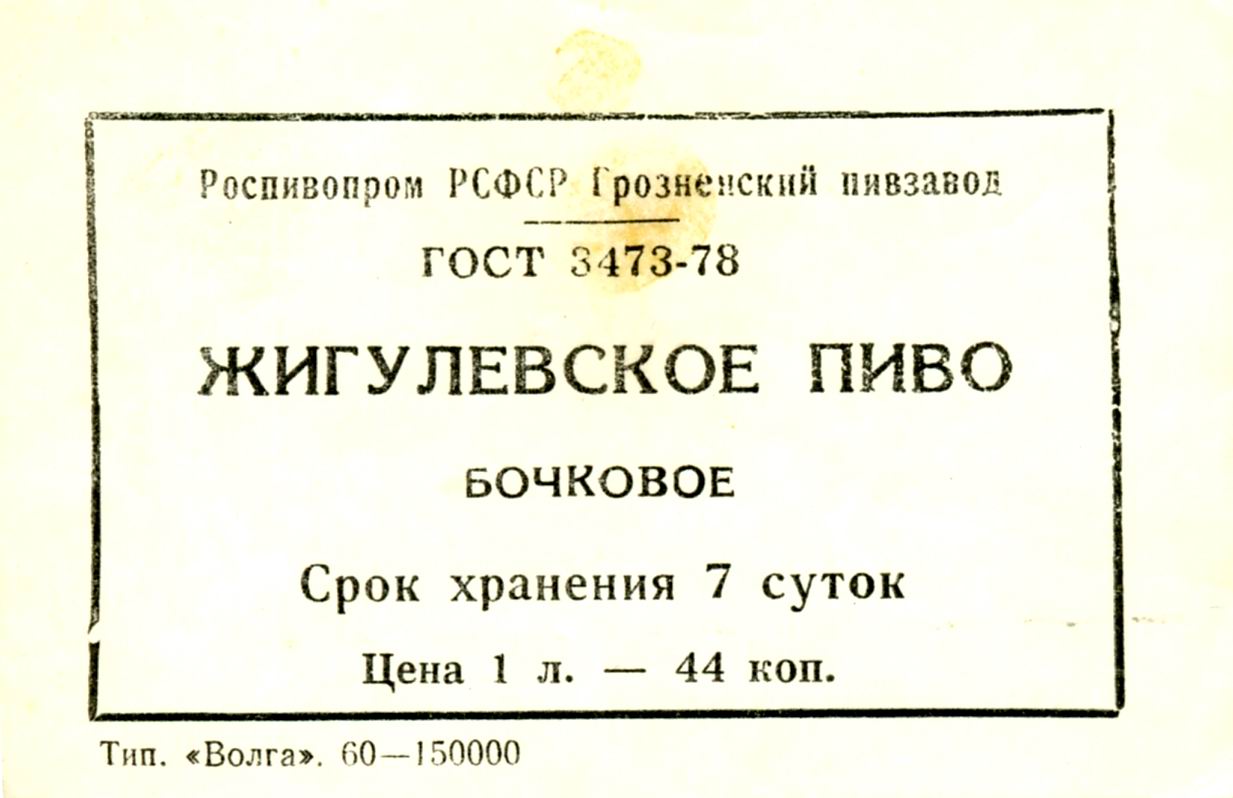 Роспивопром РСФСР Грозненский пивзавод
ГОСТ 3473-78
ЖИГУЛЕВСКОЕ ПИВО
БОЧКОВОЕ
Срок хранения 7 суток
Цена 1 л. — 44 коп.
Тип. «Волга». 60—150000